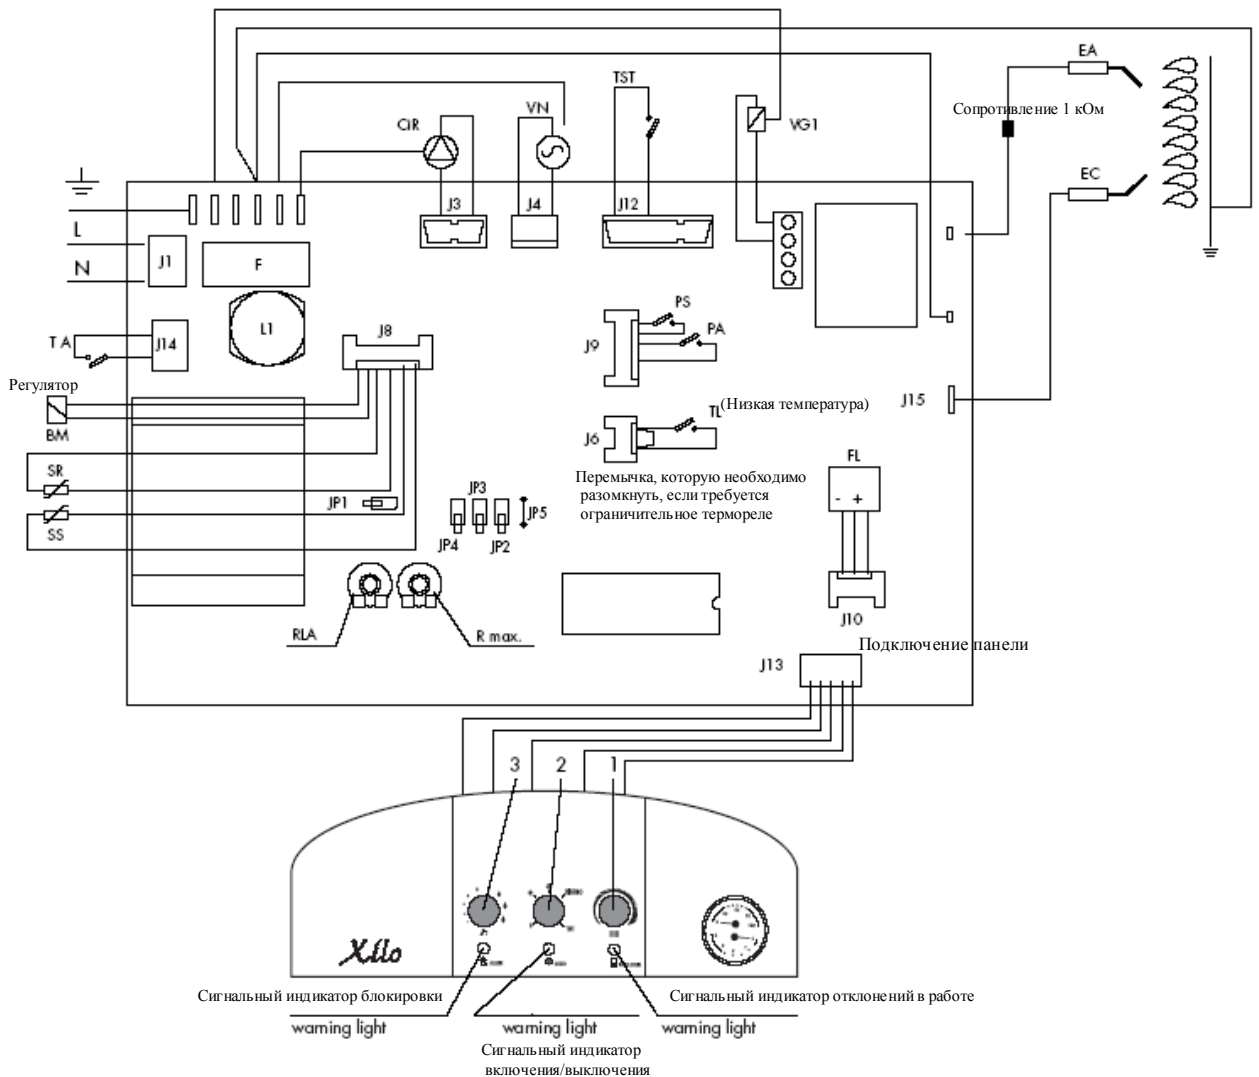 EA
TST
VN
CIR
VG1
Сопротивление 1 кОм
EC
J3
J4
J12
L
N
J1
F
L1
T A
J14
J8
PS
PA
J9
Регулятор
BM
J15
TL (Низкая температура)
J6
SR
SS
FL
- +
Перемычка, которую необходимо
разомкнуть, если требуется
ограничительное термореле
JP1
JP3
JP5
JP4
JP2
RLA
R max.
J10
Подключение панели
J13
3
2
1
Xilo
Сигнальный индикатор блокировки
warning light
warning light
Сигнальный индикатор
включения/выключения
Сигнальный индикатор отклонений в работе
warning light